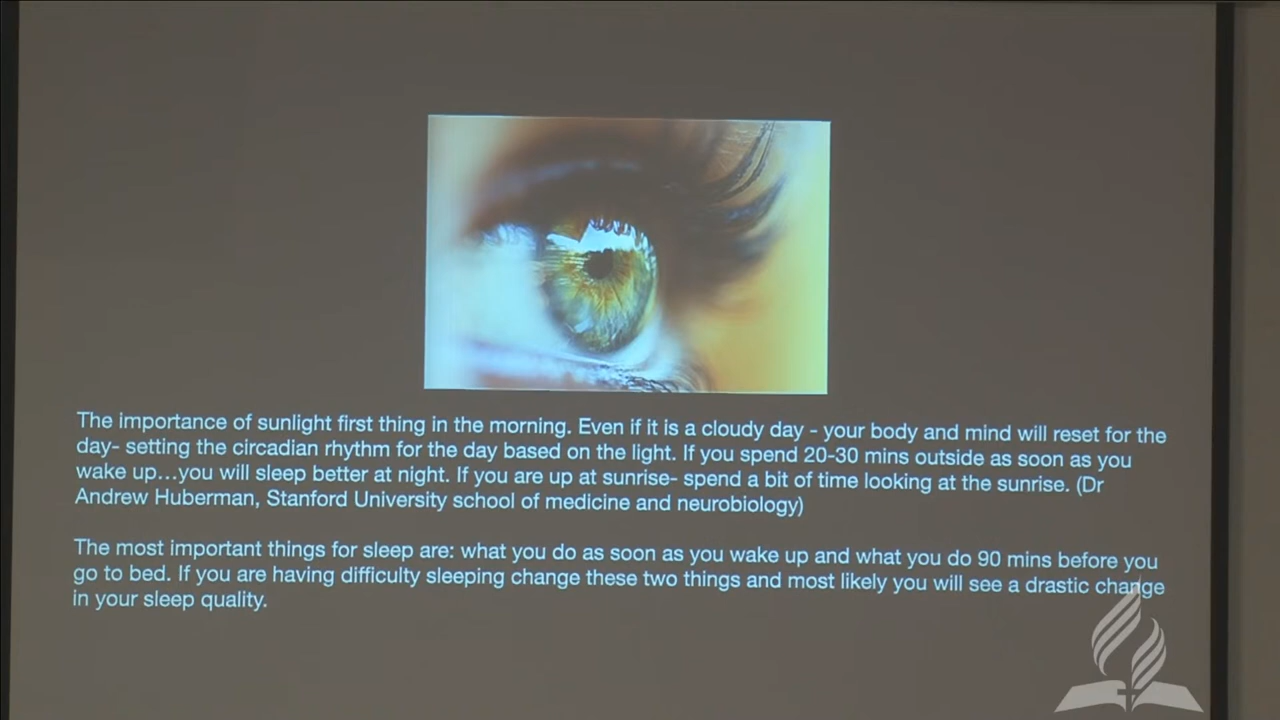 The importance of sunlight first thing in the morning. Even if it is a cloudy day - your body and mind will reset for the
day- setting the circadian rhythm for the day based on the light. If you spend 20-30 mins outside as soon as you
wake up...you will sleep better at night. If you are up at sunrise- spend a bit of time looking at the sunrise. (Dr
Andrew Huberman, Stanford University school of medicine and neurobiology)
The most important things for sleep are: what you do as soon as you wake up and what you do 90 mins before you
go to bed. If you are having difficulty sleeping change these two things and most likely you will see a drastic change
in your sleep quality.